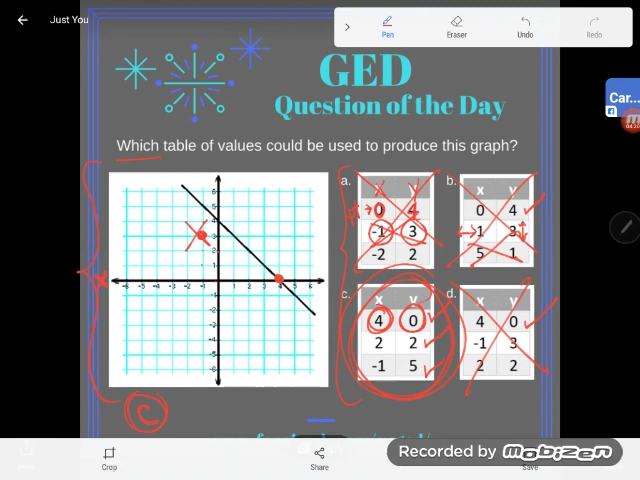 Just You
Pen
Eraser
Undo
Redo
GED
Question of the Day
Car...
04:20
Which table of values could be used to produce this graph?
a.
x y
0 4
-1 3
-2 2
b.
x y
0 4
1 3
5 1
c.
x y
4 0
2 2
-1 5
d.
x y
4 0
-1 3
2 2
C
Crop
Share
Save
Recorded by Mobizen